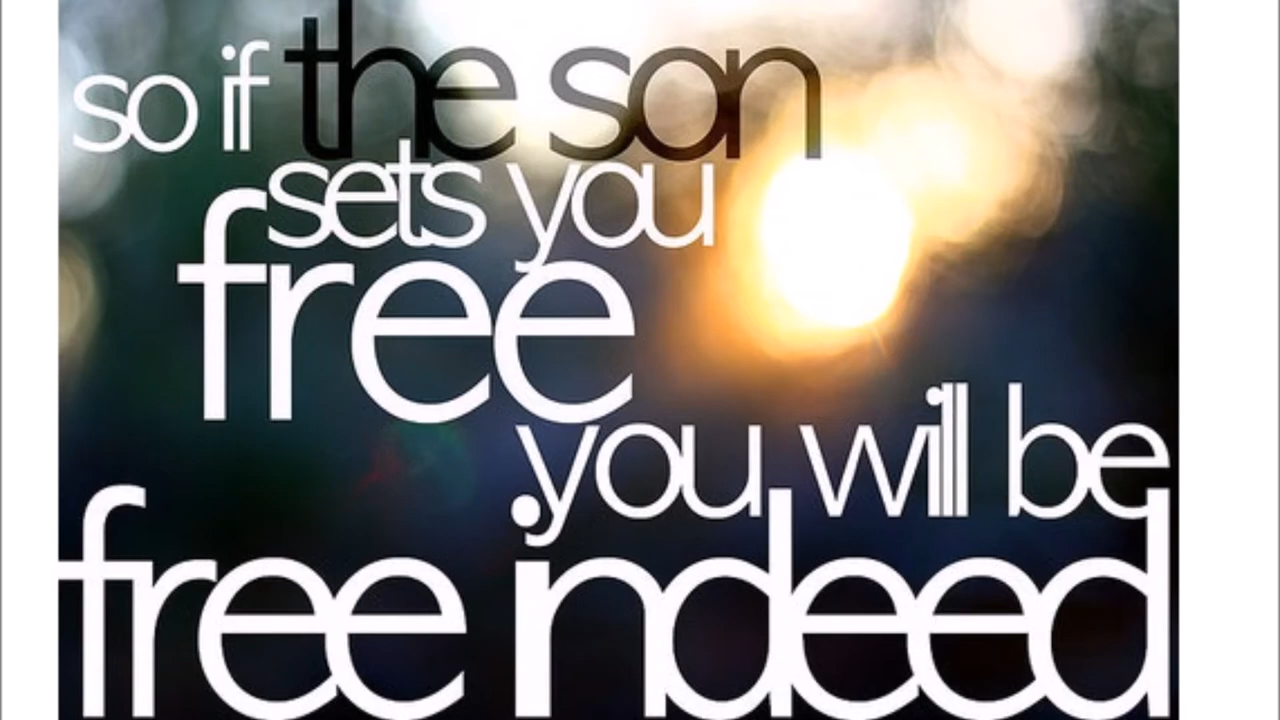 so if the son
sets you
free
you will be
free indeed